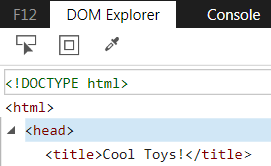 F12 DOM Explorer Console
<!DOCTYPE html>
<html>
<head>
<title>Cool Toys!</title>